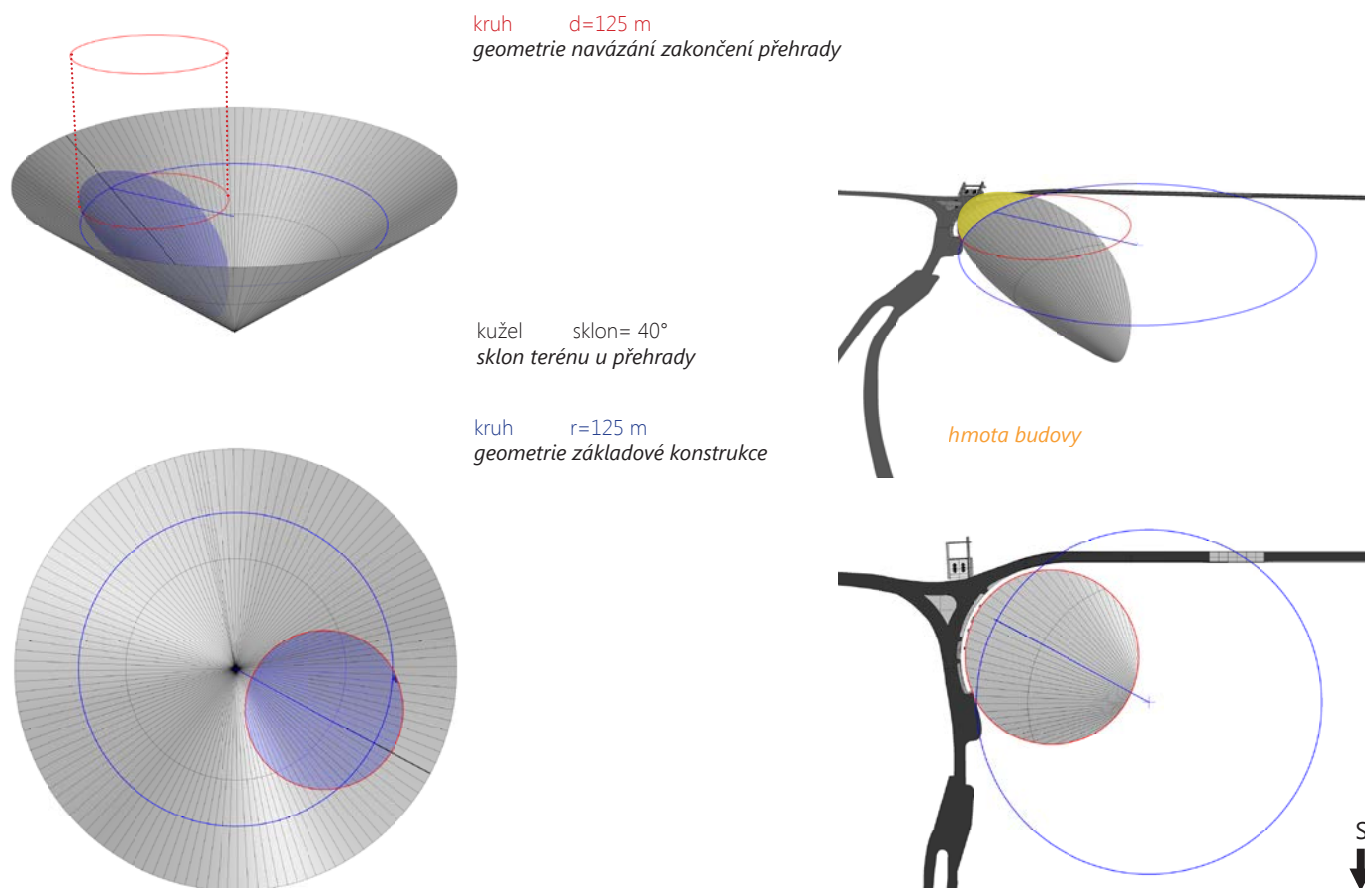 kruh d=125 m
geometrie navázání zakončení přehrady
kužel sklon= 40°
sklon terénu u přehrady
kruh r=125 m
geometrie základové konstrukce
hmota budovy
S